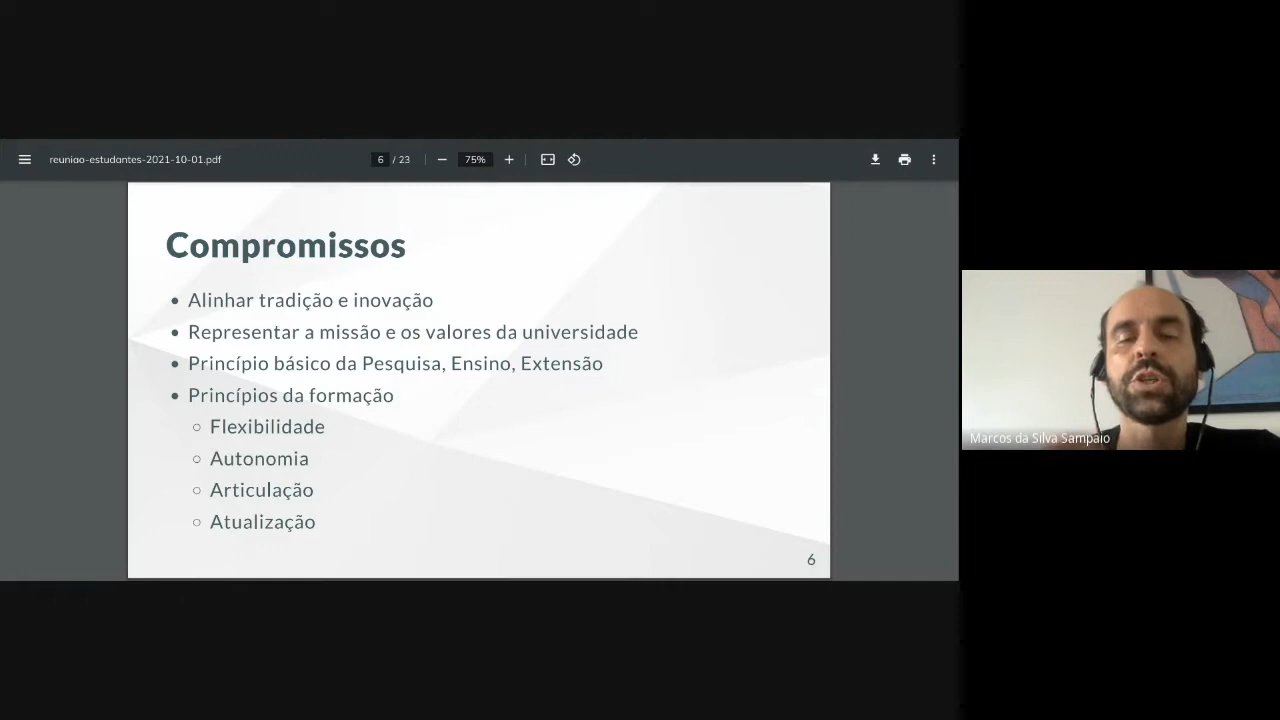 reuniao-estudantes-2021-10-01.pdf
6 / 23
75%
Compromissos
• Alinhar tradição e inovação
• Representar a missão e os valores da universidade
• Princípio básico da Pesquisa, Ensino, Extensão
• Princípios da formação
○ Flexibilidade
○ Autonomia
○ Articulação
○ Atualização
6
Marcos da Silva Sampaio